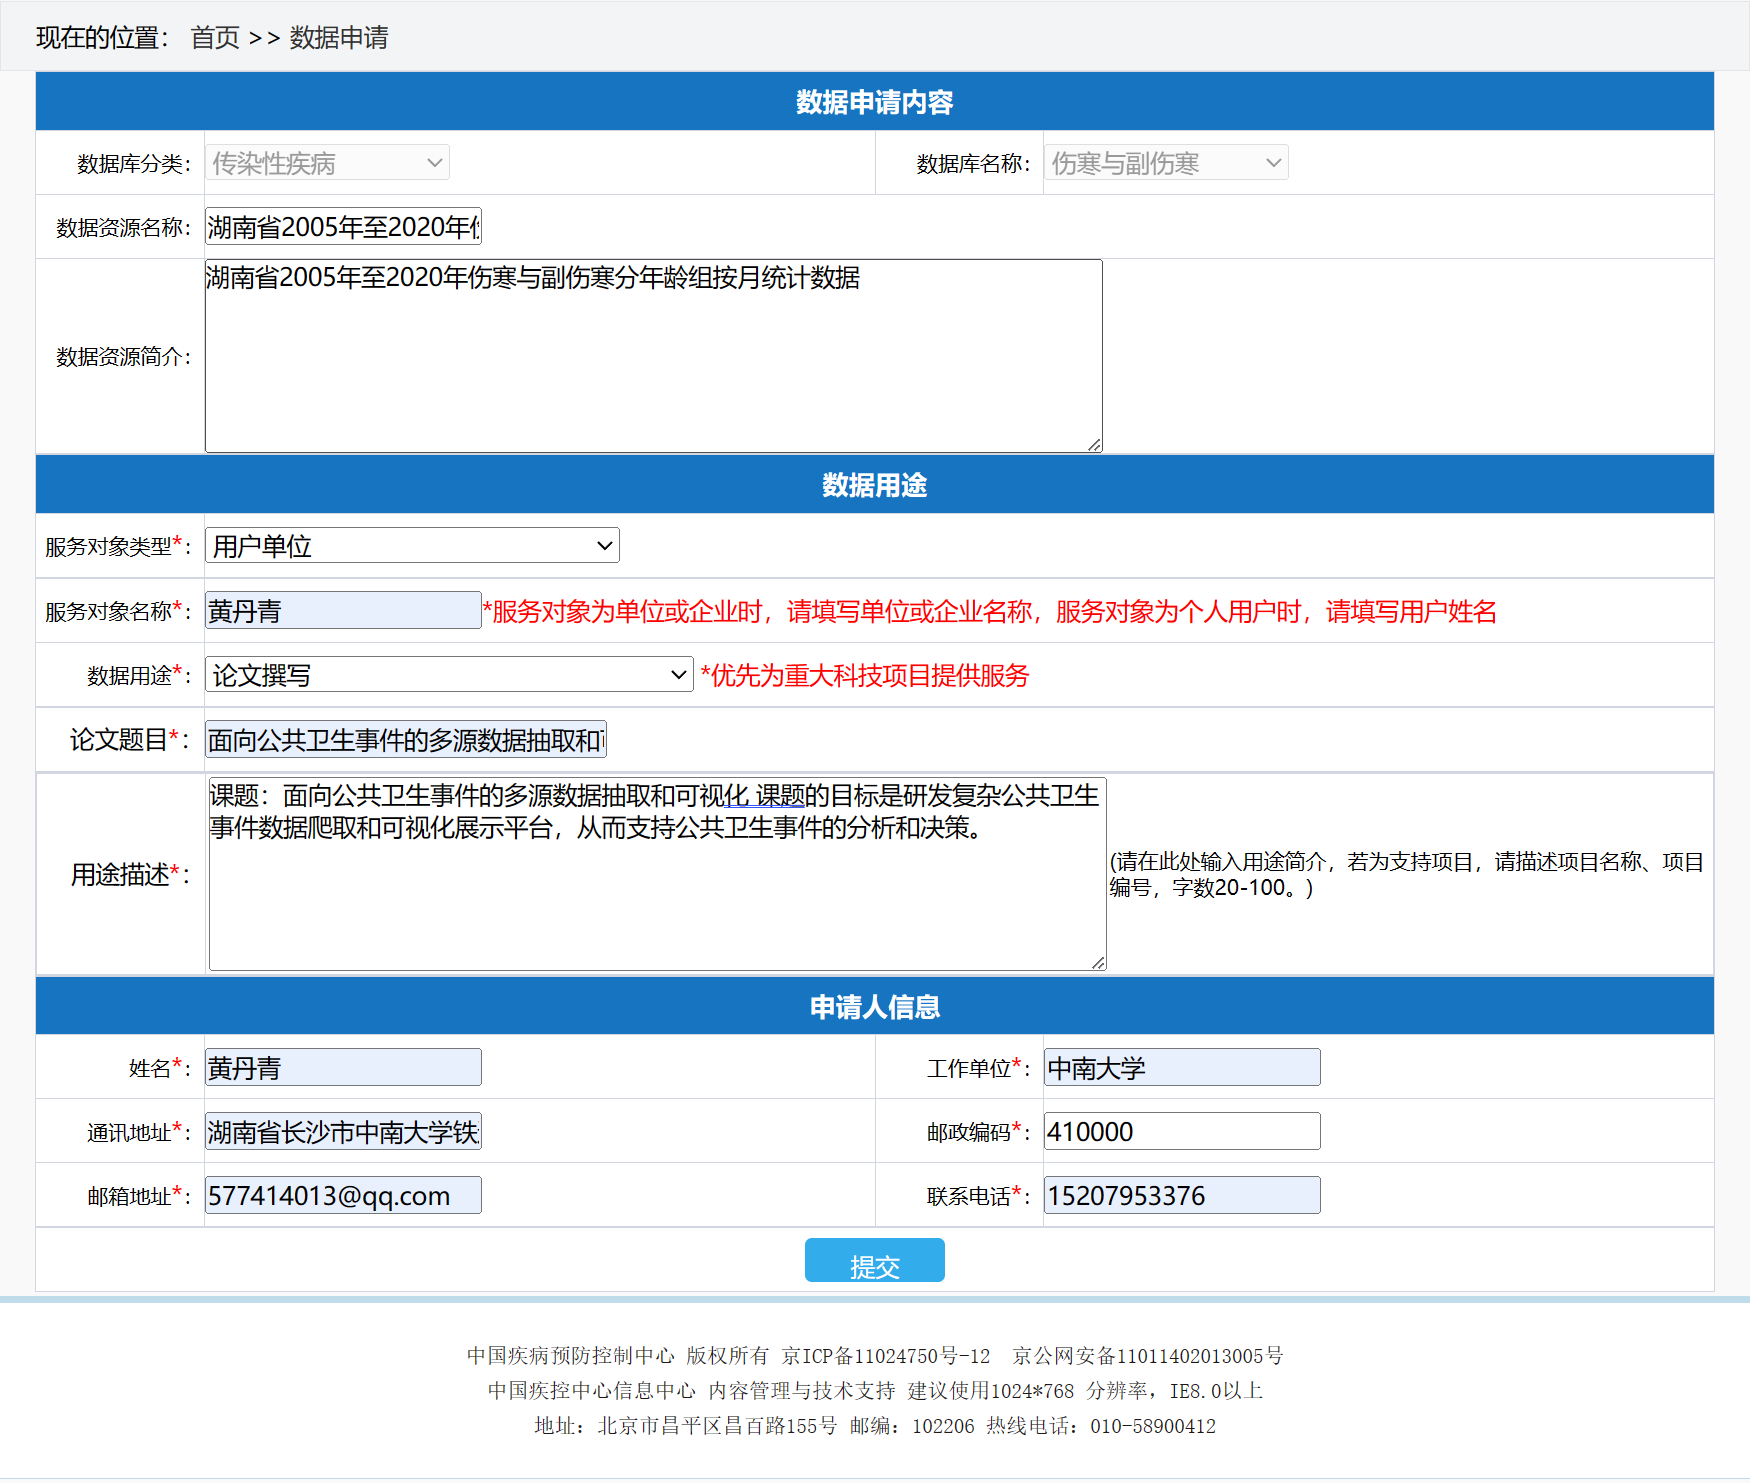 现在的位置： 首页 >> 数据申请
数据申请内容
数据库分类： 传染性疾病 数据库名称： 伤寒与副伤寒
数据资源名称： 湖南省2005年至2020年
湖南省2005年至2020年伤寒与副伤寒分年龄组按月统计数据
数据资源简介：
数据用途
服务对象类型*： 用户单位
服务对象名称*： 黄丹青 *服务对象为单位或企业时，请填写单位或企业名称，服务对象为个人用户时，请填写用户姓名
数据用途*： 论文撰写 *优先为重大科技项目提供服务
论文题目*： 面向公共卫生事件的多源数据抽取和
课题：面向公共卫生事件的多源数据抽取和可视化 课题的目标是研发复杂公共卫生
事件数据爬取和可视化展示平台，从而支持公共卫生事件的分析和决策。
用途描述*：
(请在此处输入用途简介，若为支持项目，请描述项目名称、项目
编号，字数20-100。)
申请人信息
姓名*： 黄丹青 工作单位*： 中南大学
通讯地址*： 湖南省长沙市中南大学铁 邮政编码*： 410000
邮箱地址*： 577414013@qq.com 联系电话*： 15207953376
提交
中国疾病预防控制中心 版权所有 京ICP备11024750号-12 京公网安备11011402013005号
中国疾控中心信息中心 内容管理与技术支持 建议使用1024*768 分辨率，IE8.0以上
地址：北京市昌平区昌百路155号 邮编：102206 热线电话：010-58900412